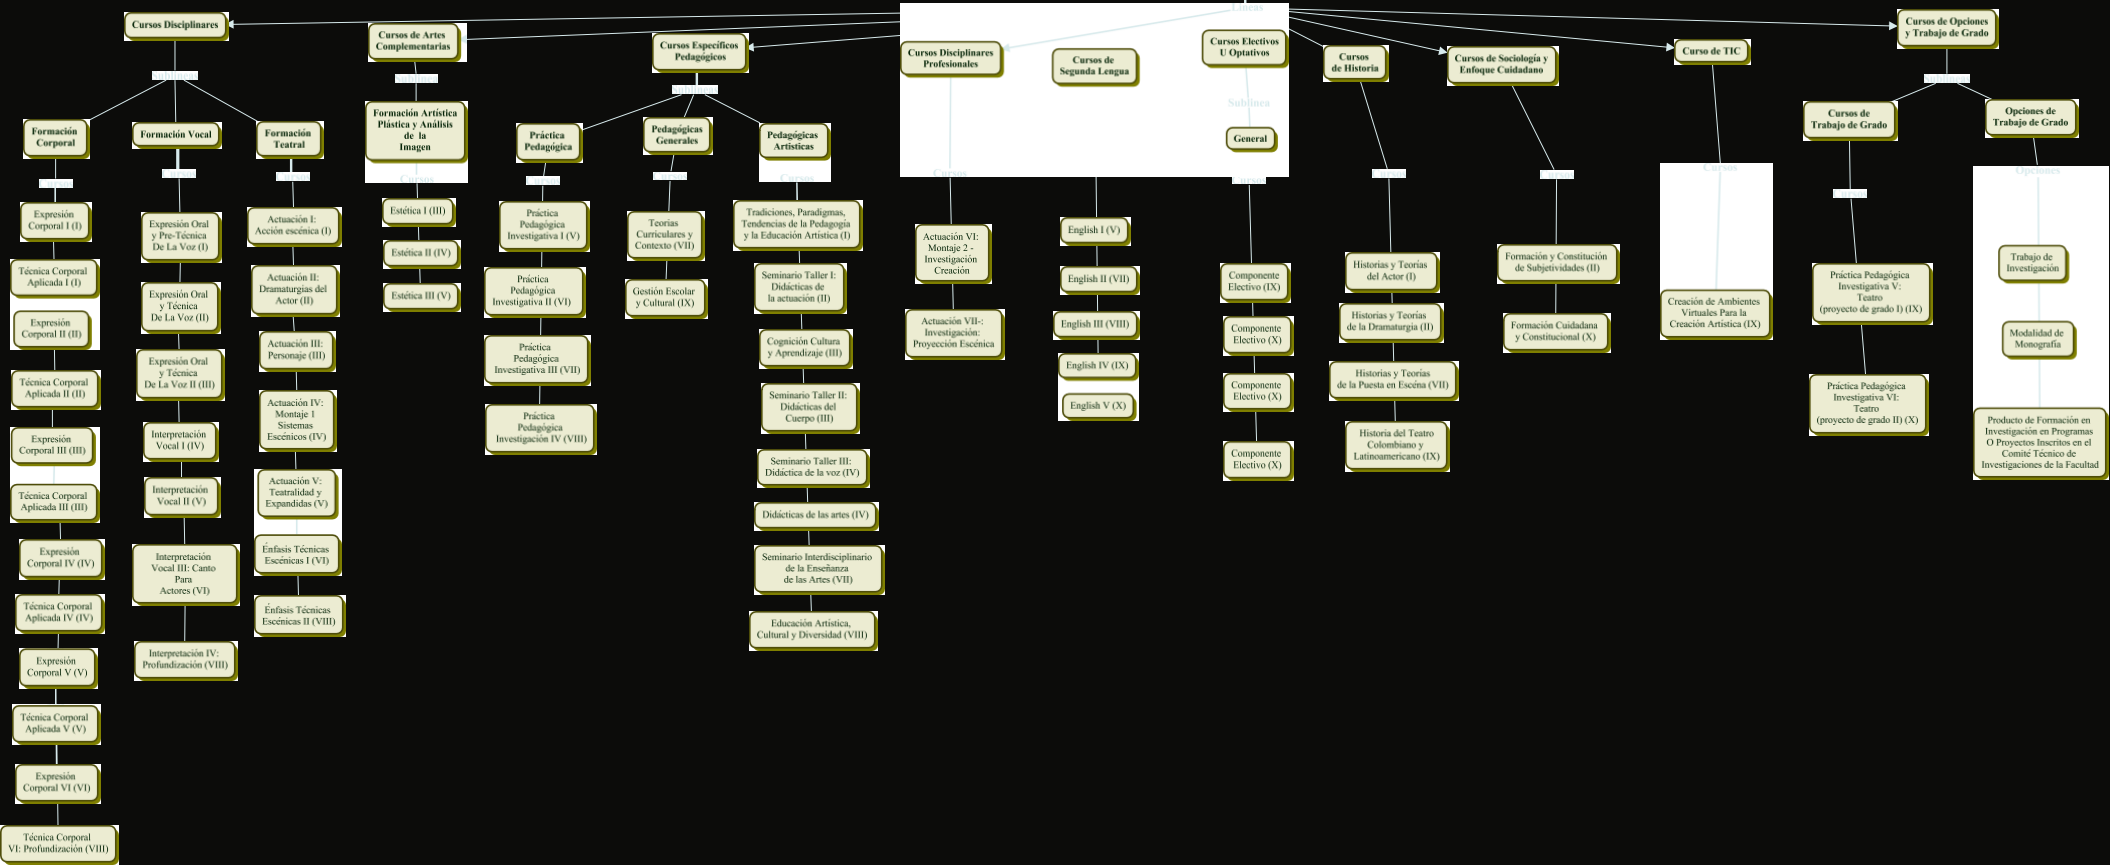 Líneas
Cursos Disciplinares
Sublíneas
Formación
Corporal
Cursos
Expresión
Corporal I (I)
Técnica Corporal
Aplicada I (I)
Expresión
Corporal II (II)
Técnica Corporal
Aplicada II (II)
Expresión
Corporal III (III)
Técnica Corporal
Aplicada III (III)
Expresión
Corporal IV (IV)
Técnica Corporal
Aplicada IV (IV)
Expresión
Corporal V (V)
Técnica Corporal
Aplicada V (V)
Expresión
Corporal VI (VI)
Técnica Corporal
VI: Profundización (VIII)
Formación Vocal
Cursos
Expresión Oral
y Pre-Técnica
De La Voz (I)
Expresión Oral
y Técnica
De La Voz (II)
Expresión Oral
y Técnica
De La Voz II (III)
Interpretación
Vocal I (IV)
Interpretación
Vocal II (V)
Interpretación
Vocal III: Canto
Para
Actores (VI)
Interpretación IV:
Profundización (VIII)
Formación
Teatral
Cursos
Actuación I:
Acción escénica (I)
Actuación II:
Dramaturgias del
Actor (II)
Actuación III:
Personaje (III)
Actuación IV:
Montaje 1
Sistemas
Escénicos (IV)
Actuación V:
Teatralidad y
Expandidas (V)
Énfasis Técnicas
Escénicas I (VI)
Énfasis Técnicas
Escénicas II (VIII)
Cursos de Artes
Complementarias
Sublínea
Formación Artística
Plástica y Análisis
de la
Imagen
Cursos
Estética I (III)
Estética II (IV)
Estética III (V)
Cursos Específicos
Pedagógicos
Sublíneas
Práctica
Pedagógica
Cursos
Práctica
Pedagógica
Investigativa I (V)
Práctica
Pedagógica
Investigativa II (VI)
Práctica
Pedagógica
Investigativa III (VII)
Práctica
Pedagógica
Investigación IV (VIII)
Pedagógicas
Generales
Cursos
Teorías
Curriculares y
Contexto (VII)
Gestión Escolar
y Cultural (IX)
Pedagógicas
Artísticas
Cursos
Tradiciones, Paradigmas,
Tendencias de la Pedagogía
y la Educación Artística (I)
Seminario Taller I:
Didácticas de
la actuación (II)
Cognición Cultura
y Aprendizaje (III)
Seminario Taller II:
Didácticas del
Cuerpo (III)
Seminario Taller III:
Didáctica de la voz (IV)
Didácticas de las artes (IV)
Seminario Interdisciplinario
de la Enseñanza
de las Artes (VII)
Educación Artística,
Cultural y Diversidad (VIII)
Cursos Disciplinares
Profesionales
Cursos
Actuación VI:
Montaje 2 -
Investigación
Creación
Actuación VII-:
Investigación:
Proyección Escénica
Cursos de
Segunda Lengua
English I (V)
English II (VII)
English III (VIII)
English IV (IX)
English V (X)
Cursos Electivos
U Optativos
Sublínea
General
Cursos
Componente
Electivo (IX)
Componente
Electivo (X)
Componente
Electivo (X)
Componente
Electivo (X)
Cursos
de Historia
Cursos
Historias y Teorías
del Actor (I)
Historias y Teorías
de la Dramaturgia (II)
Historias y Teorías
de la Puesta en Escéna (VII)
Historia del Teatro
Colombiano y
Latinoamericano (IX)
Cursos de Sociología y
Enfoque Cuidadano
Cursos
Formación y Constitución
de Subjetividades (II)
Formación Cuidadana
y Constitucional (X)
Curso de TIC
Cursos
Creación de Ambientes
Virtuales Para la
Creación Artística (IX)
Cursos de Opciones
y Trabajo de Grado
Sublíneas
Cursos de
Trabajo de Grado
Cursos
Práctica Pedagógica
Investigativa V:
Teatro
(proyecto de grado I) (IX)
Práctica Pedagógica
Investigativa VI:
Teatro
(proyecto de grado II) (X)
Opciones de
Trabajo de Grado
Opciones
Trabajo de
Investigación
Modalidad de
Monografía
Producto de Formación en
Investigación en Programas
O Proyectos Inscritos en el
Comité Técnico de
Investigaciones de la Facultad